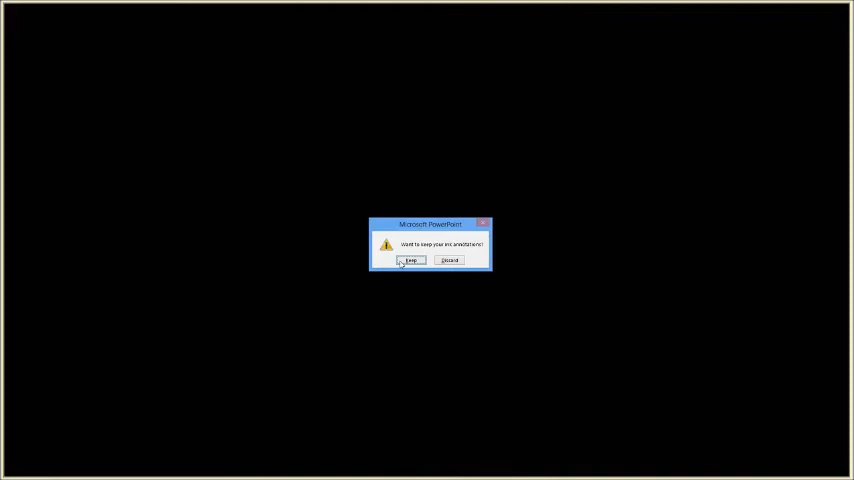 Microsoft PowerPoint
Want to keep your ink annotations?
Keep
Discard